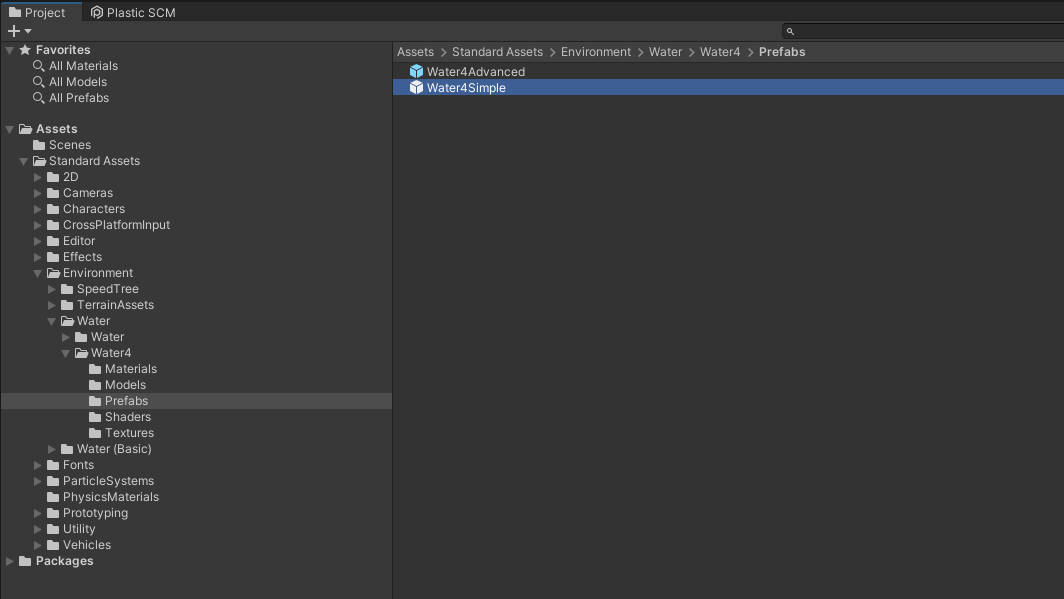 Project
Plastic SCM
Favorites
All Materials
All Models
All Prefabs
Assets
Scenes
Standard Assets
2D
Cameras
Characters
CrossPlatformInput
Editor
Effects
Environment
SpeedTree
TerrainAssets
Water
Water
Water4
Materials
Models
Prefabs
Shaders
Textures
Water (Basic)
Fonts
ParticleSystems
PhysicsMaterials
Prototyping
Utility
Vehicles
Packages
Assets > Standard Assets > Environment > Water > Water4 > Prefabs
Water4Advanced
Water4Simple